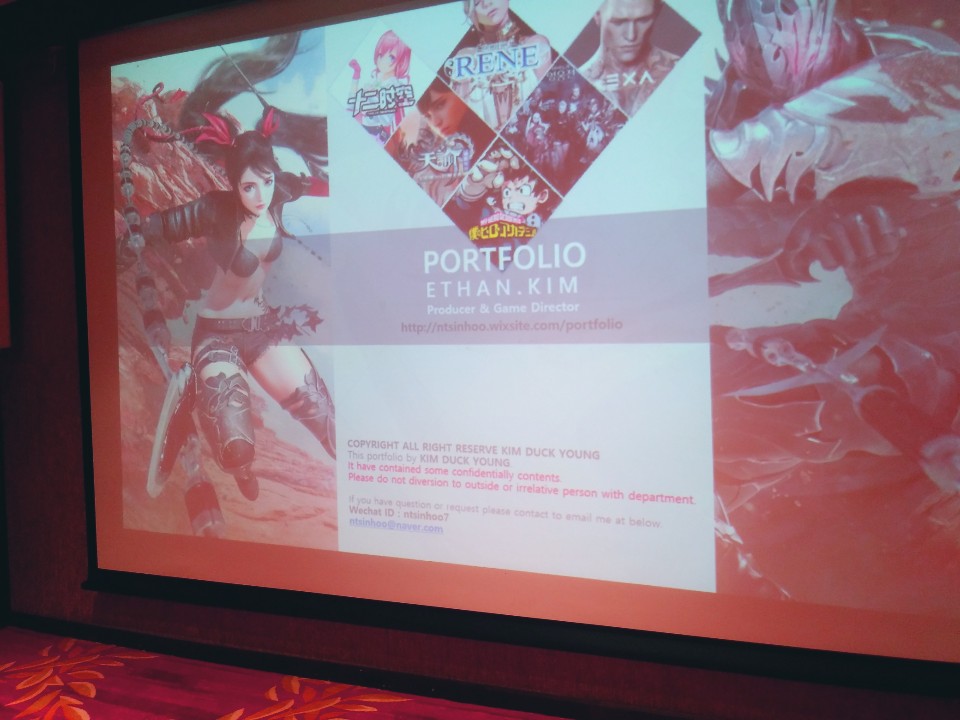 RENE
EXA
十二时空
PORTFOLIO
ETHAN.KIM
Producer & Game Director
http://ntsinhoo.wixsite.com/portfolio
COPYRIGHT ALL RIGHT RESERVE KIM DUCK YOUNG
This portfolio by KIM DUCK YOUNG.
It have contained some confidentially contents.
Please do not diversion to outside or irrelative person with department.
If you have question or request please contact to email me at below
Wechat ID : ntsinhoo7
ntsinhoo@naver.com